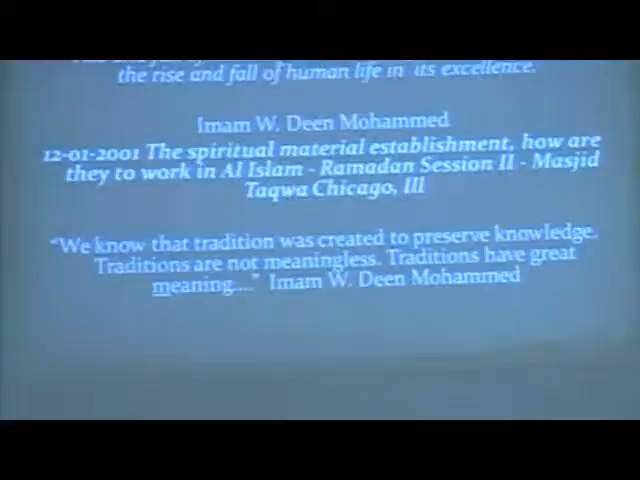 the rise and fall of human life in its excellence.
Imam W. Deen Mohammed
12-01-2001 The spiritual material establishment, how are
they to work in Al Islam - Ramadan Session II - Masjid
Taqwa Chicago, Ill
"We know that tradition was created to preserve knowledge.
Traditions are not meaningless. Traditions have great
meaning...." Imam W. Deen Mohammed